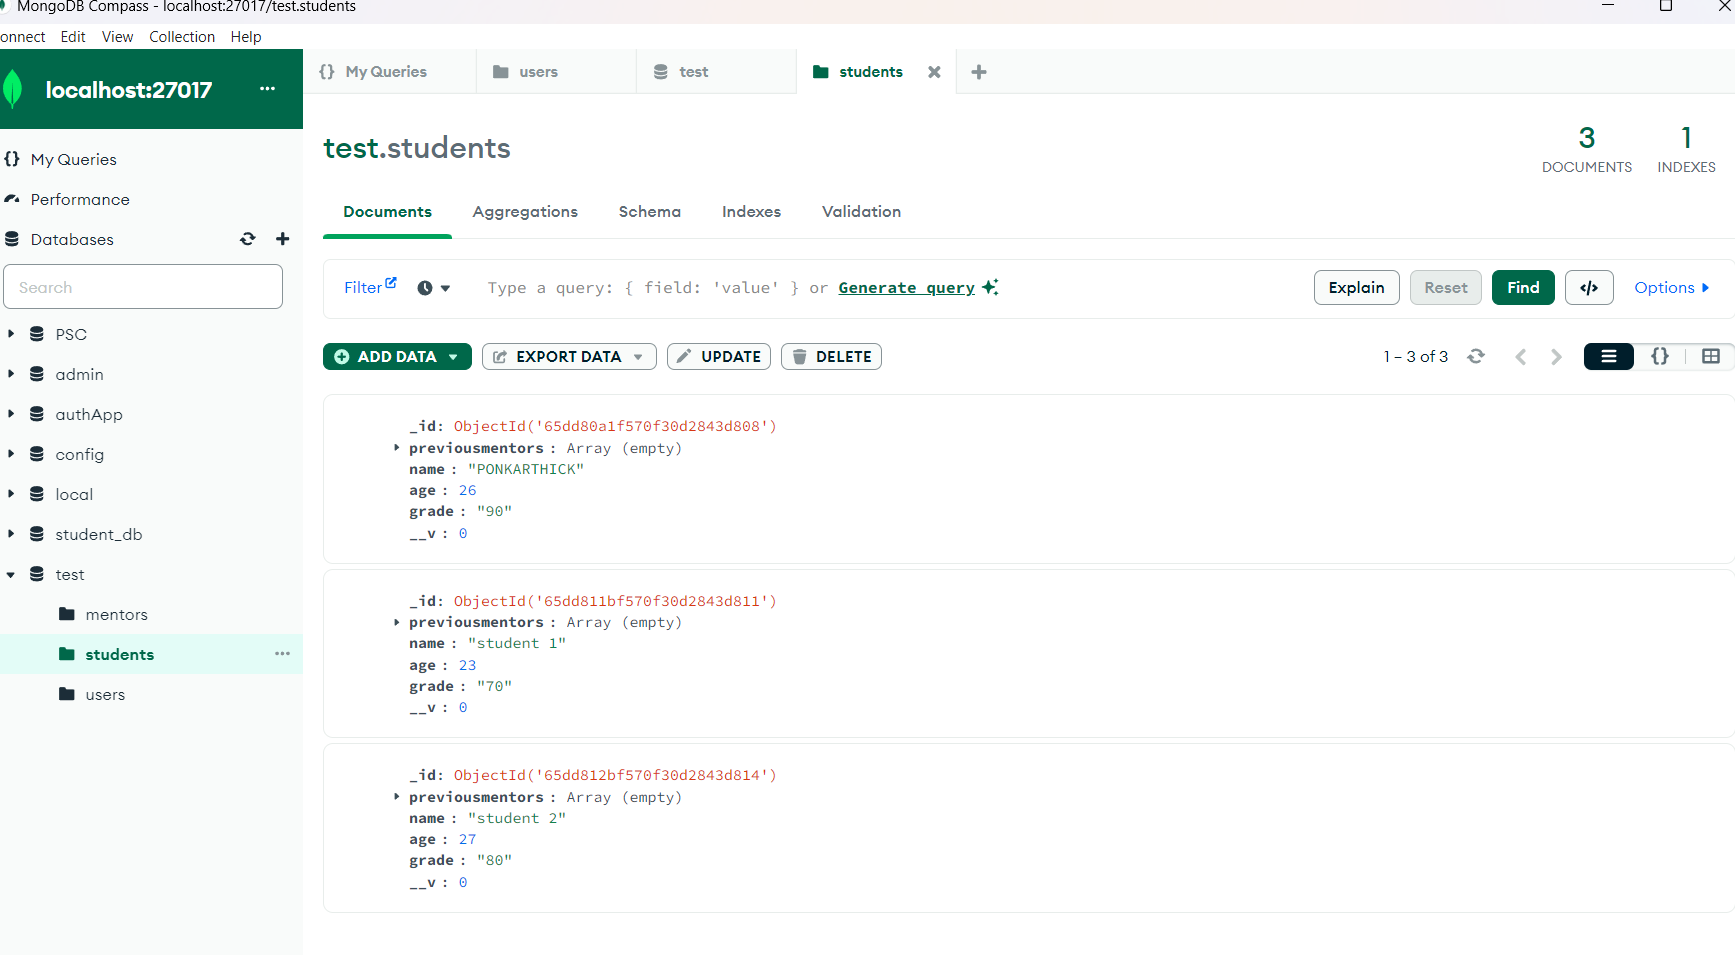 MongoDB Compass - localhost:27017/test.students
onnect Edit View Collection Help
localhost:27017 ...
My Queries
Performance
Databases
Search
PSC
admin
authApp
config
local
student_db
test
mentors
students ...
users
{} My Queries users test students
test.students
3 DOCUMENTS
1 INDEXES
Documents Aggregations Schema Indexes Validation
Filter Type a query: { field: 'value' } or Generate query Explain Reset Find </> Options
ADD DATA EXPORT DATA UPDATE DELETE 1 – 3 of 3 {}
_id: ObjectId('65dd80a1f570f30d2843d808')
previousmentors : Array (empty)
name : "PONKARTHICK"
age : 26
grade : "90"
__v : 0
_id: ObjectId('65dd811bf570f30d2843d811')
previousmentors : Array (empty)
name : "student 1"
age : 23
grade : "70"
__v : 0
_id: ObjectId('65dd812bf570f30d2843d814')
previousmentors : Array (empty)
name : "student 2"
age : 27
grade : "80"
__v : 0